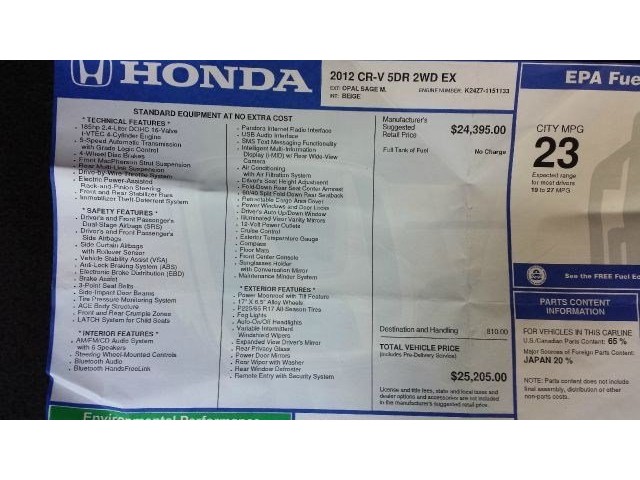 HONDA
2012 CR-V 5DR 2WD EX
EXT: OPAL SAGE M.
INT: BEIGE
ENGINE NUMBER: K24Z7-1151133
STANDARD EQUIPMENT AT NO EXTRA COST
* TECHNICAL FEATURES *
185hp 2.4-Liter DOHC 16-Valve
i-VTEC 4-Cylinder Engine
5-Speed Automatic Transmission
with Grade Logic Control
4-Wheel Disc Brakes
Front MacPherson Strut Suspension
Rear Multi-Link Suspension
Drive-by-Wire Throttle System
Electric Power-Assisted
Rack-and-Pinion Steering
Front and Rear Stabilizer Bars
Immobilizer Theft-Deterrent System
* SAFETY FEATURES *
Driver's and Front Passenger's
Dual-Stage Airbags (SRS)
Driver's and Front Passenger's
Side Airbags
Side Curtain Airbags
with Rollover Sensor
Vehicle Stability Assist (VSA)
Anti-Lock Braking System (ABS)
Electronic Brake Distribution (EBD)
Brake Assist
3-Point Seat Belts
Side-Impact Door Beams
Tire Pressure Monitoring System
ACE Body Structure
Front and Rear Crumple Zones
LATCH System for Child Seats
* INTERIOR FEATURES *
AM/FM/CD Audio System
with 6 Speakers
Steering Wheel-Mounted Controls
Bluetooth Audio
Bluetooth HandsFreeLink
Pandora Internet Radio Interface
USB Audio Interface
SMS Text Messaging Functionality
Intelligent Multi-Information
Display (i-MID) w/ Rear Wide-View
Camera
Air Conditioning
with Air Filtration System
Driver's Seat Height Adjustment
Fold-Down Rear Seat Center Armrest
60/40 Split Fold-Down Rear Seatback
Retractable Cargo Area Cover
Power Windows and Door Locks
Driver's Auto Up/Down Window
Illuminated Visor Vanity Mirrors
12-Volt Power Outlets
Cruise Control
Exterior Temperature Gauge
Compass
Floor Mats
Front Center Console
Sunglasses Holder
with Conversation Mirror
Maintenance Minder System
* EXTERIOR FEATURES *
Power Moonroof with Tilt Feature
17" X 6.5" Alloy Wheels
P225/65 R17 All-Season Tires
Fog Lights
Auto-On/Off Headlights
Variable Intermittent
Windshield Wipers
Expanded View Driver's Mirror
Rear Privacy Glass
Power Door Mirrors
Rear Wiper with Washer
Rear Window Defroster
Remote Entry with Security System
Manufacturer's
Suggested
Retail Price
$24,395.00
Full Tank of Fuel
No Charge
Destination and Handling
810.00
TOTAL VEHICLE PRICE
(includes Pre-Delivery Service)
$25,205.00
License and title fees, state and local taxes and
dealer options and accessories are not included
in the manufacturer's suggested retail price.
EPA Fue
CITY MPG
23
Expected range
for most drivers
19 to 27 MPG
See the FREE Fuel Ec
PARTS CONTENT
INFORMATION
FOR VEHICLES IN THIS CARLINE
U.S./Canadian Parts Content: 65 %
Major Sources of Foreign Parts Content:
JAPAN 20 %
NOTE: Parts content does not include
final assembly, distribution or other
non-parts costs.
Environmental Performance